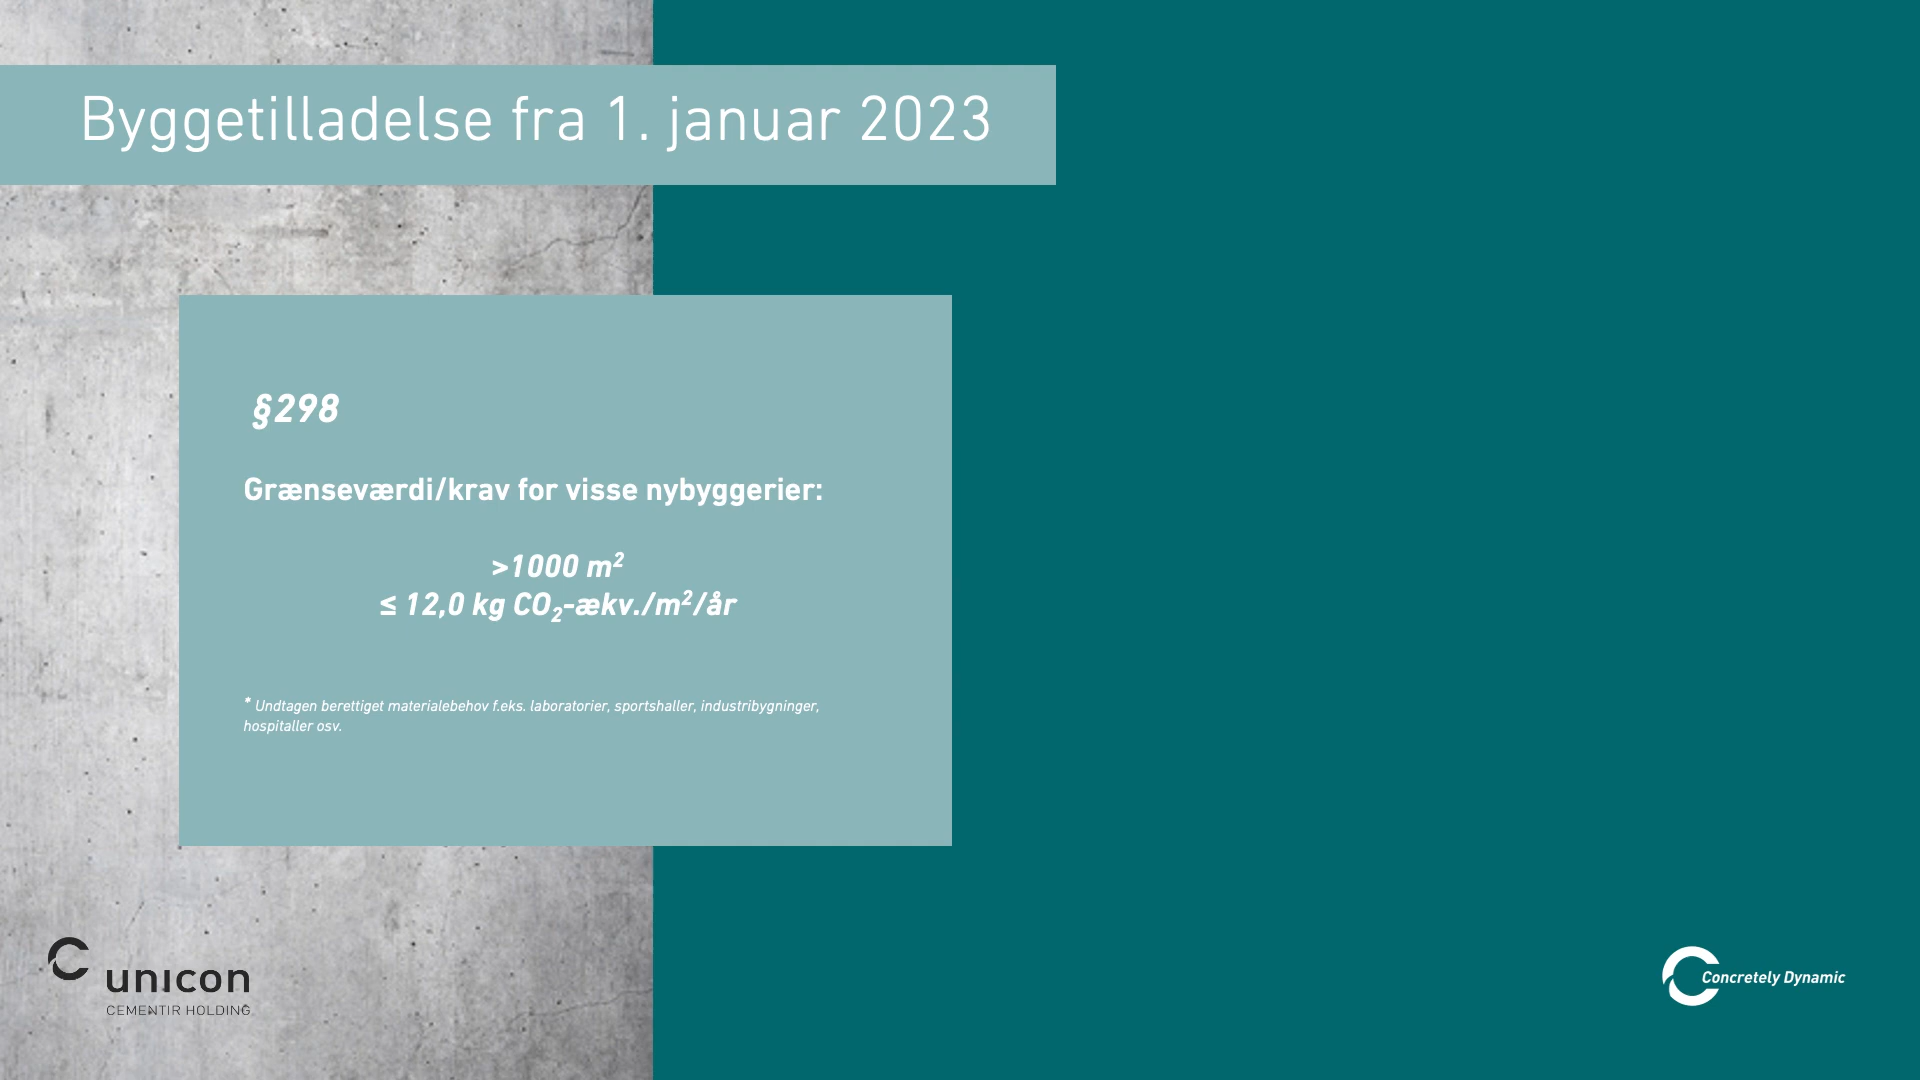 Byggetilladelse fra 1. januar 2023
§298
Grænseværdi/krav for visse nybyggerier:
>1000 m²
≤ 12,0 kg CO₂-ækv./m²/år
* Undtagen berettiget materialebehov f.eks. laboratorier, sportshaller, industribygninger,
hospitaller osv.
unicon
CEMENTIR HOLDING
Concretely Dynamic